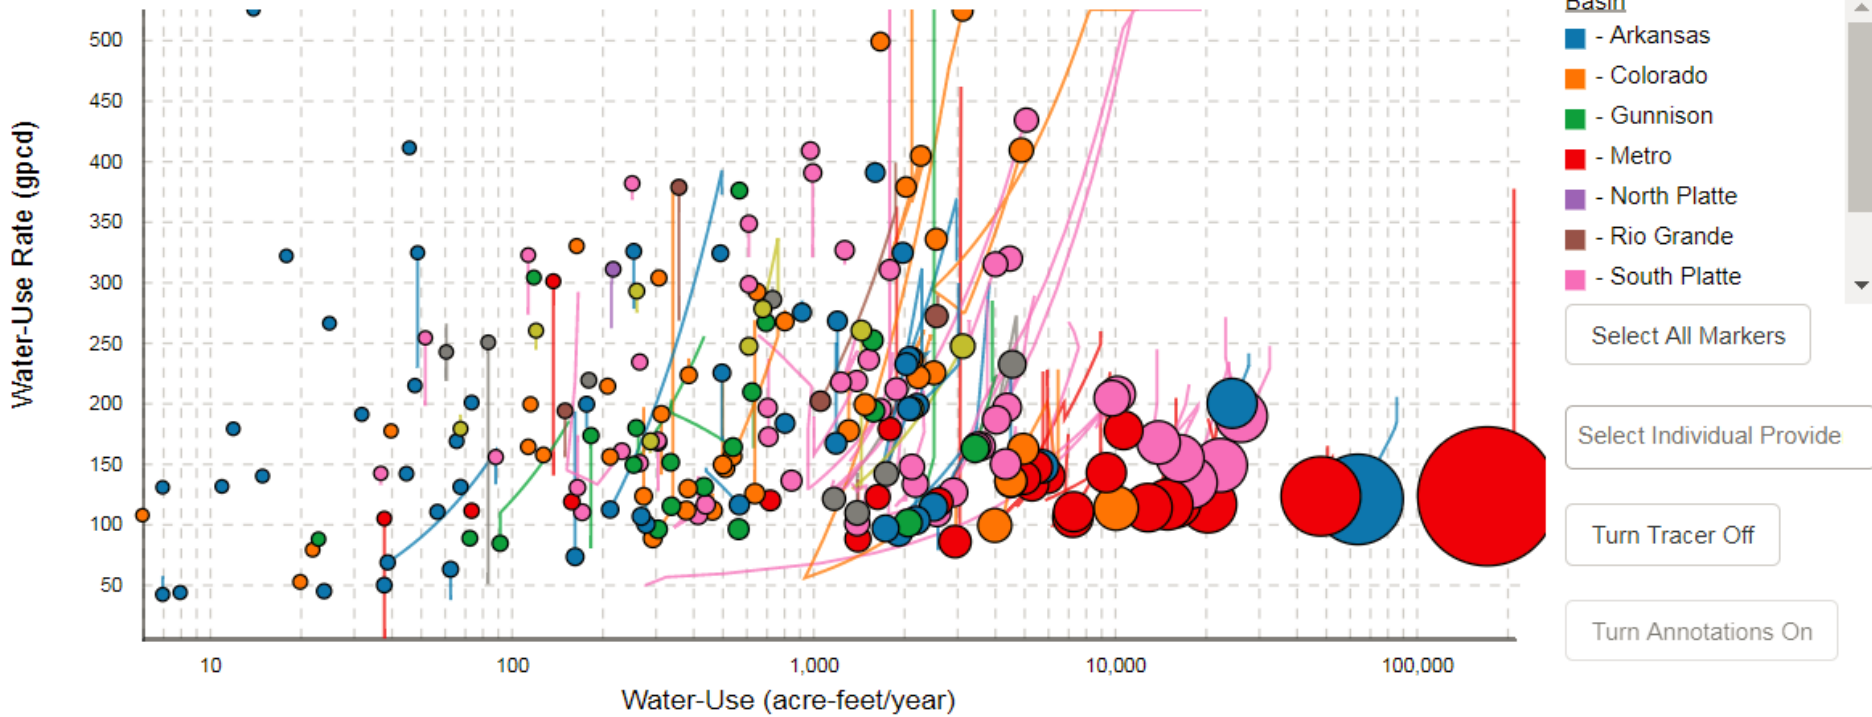 Basin
500
450
400
350
300
250
200
150
100
50
Water-Use Rate (gpcd)
10
100
1,000
10,000
100,000
Water-Use (acre-feet/year)
- Arkansas
- Colorado
- Gunnison
- Metro
- North Platte
- Rio Grande
- South Platte
Select All Markers
Select Individual Provide
Turn Tracer Off
Turn Annotations On